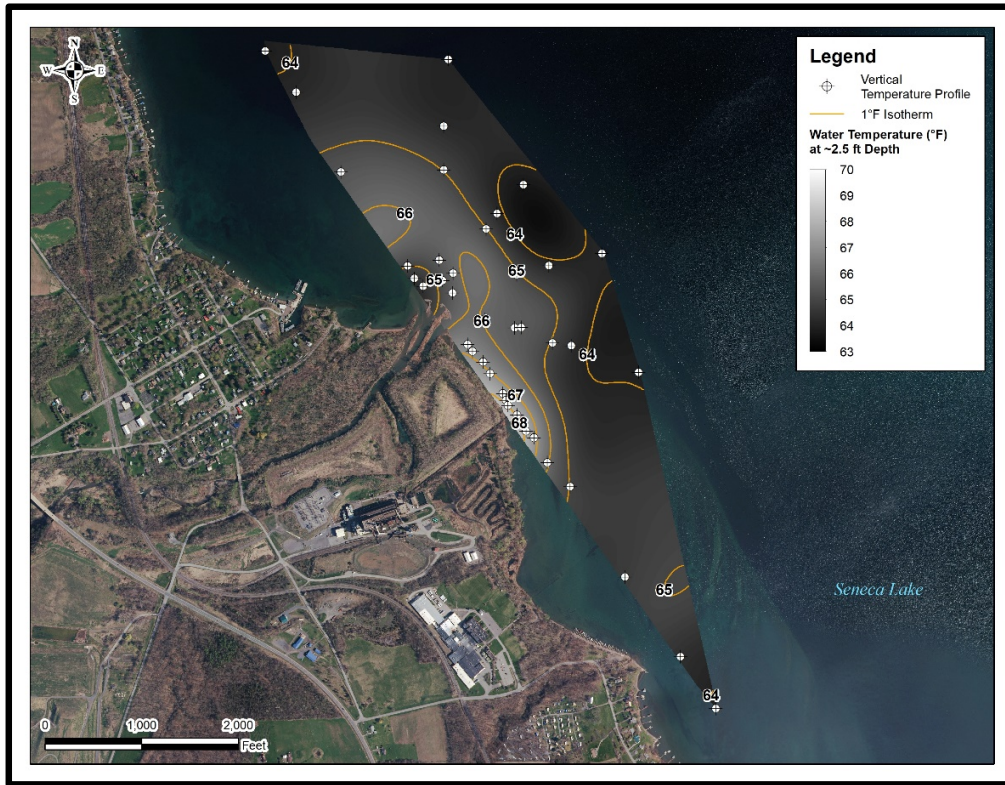 N
W E
S
64
66
64
65
65
66
64
67
68
65
64
Legend
Vertical
Temperature Profile
1°F Isotherm
Water Temperature (°F)
at ~2.5 ft Depth
70
69
68
67
66
65
64
63
Seneca Lake
0 1,000 2,000
Feet